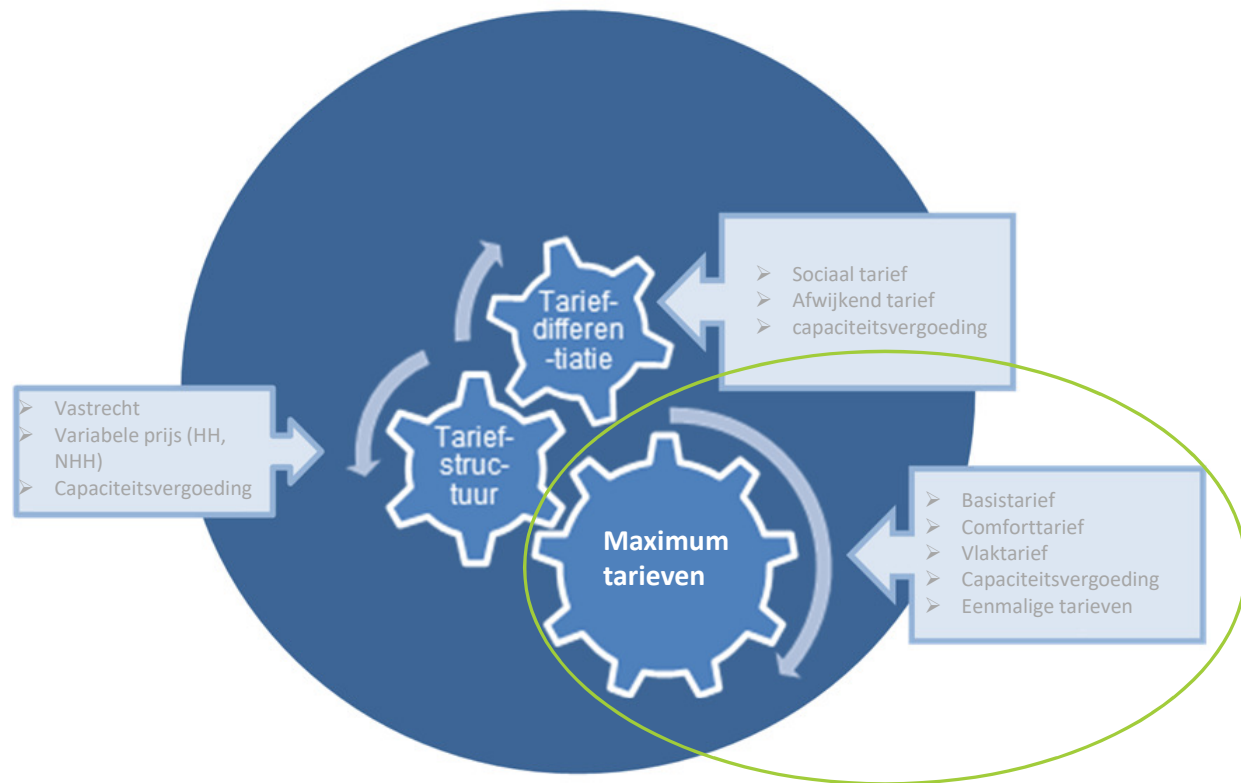 ➢ Sociaal tarief
➢ Afwijkend tarief
➢ capaciteitsvergoeding
Tarief-
differen
-tiatie
➢ Vastrecht
➢ Variabele prijs (HH,
NHH)
➢ Capaciteitsvergoeding
Tarief-
struc-
tuur
Maximum
tarieven
➢ Basistarief
➢ Comforttarief
➢ Vlaktarief
➢ Capaciteitsvergoeding
➢ Eenmalige tarieven